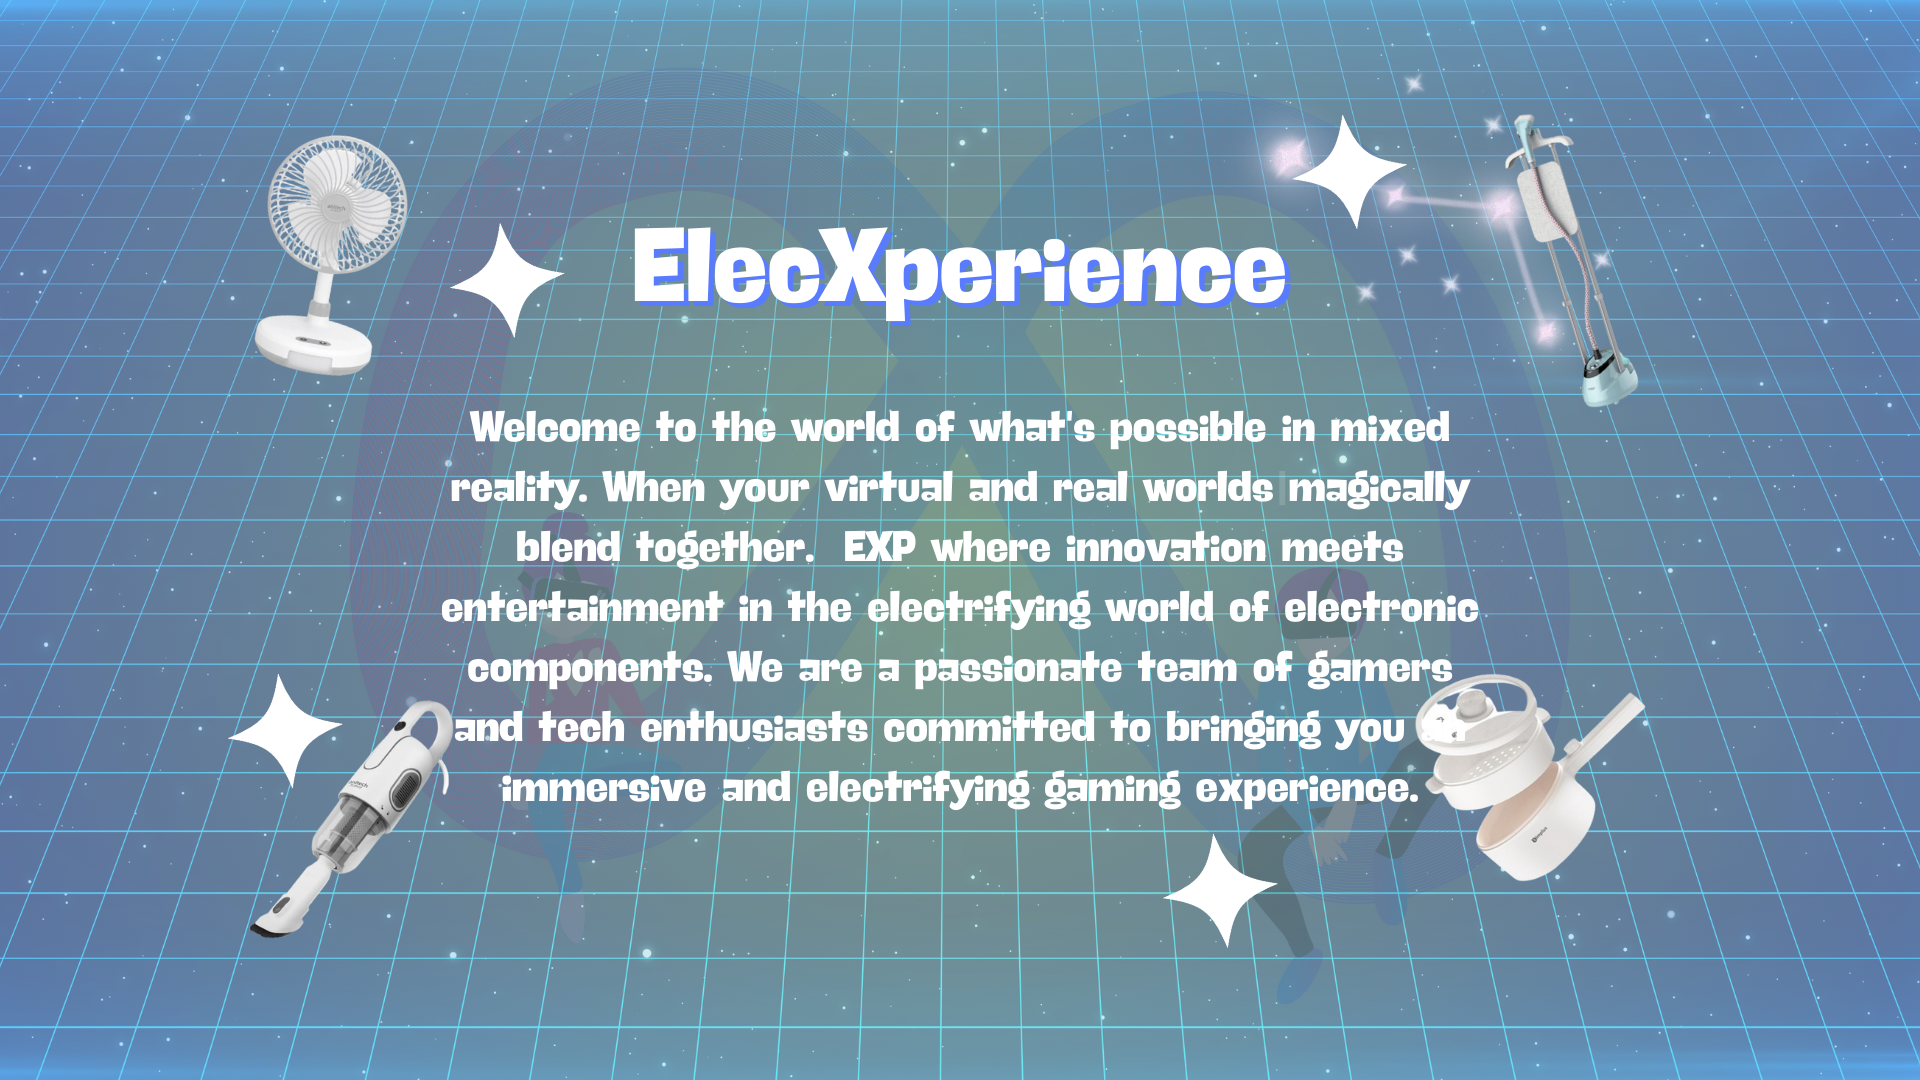 ElecXperience
Welcome to the world of what's possible in mixed
reality. When your virtual and real worlds magically
blend together. EXP where innovation meets
entertainment in the electrifying world of electronic
components. We are a passionate team of gamers
and tech enthusiasts committed to bringing you
immersive and electrifying gaming experience.